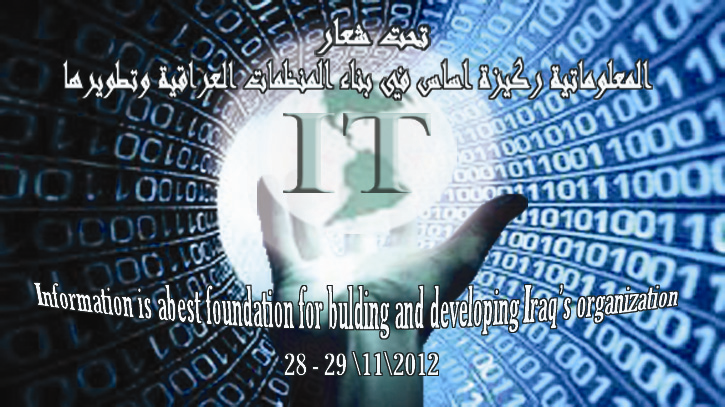 تحت شعار
المعلوماتية ركيزة اساس في بناء المنظمات العراقية وتطويرها
IT
Information is abest foundation for bulding and developing Iraq's organization
28 - 29 \11\2012